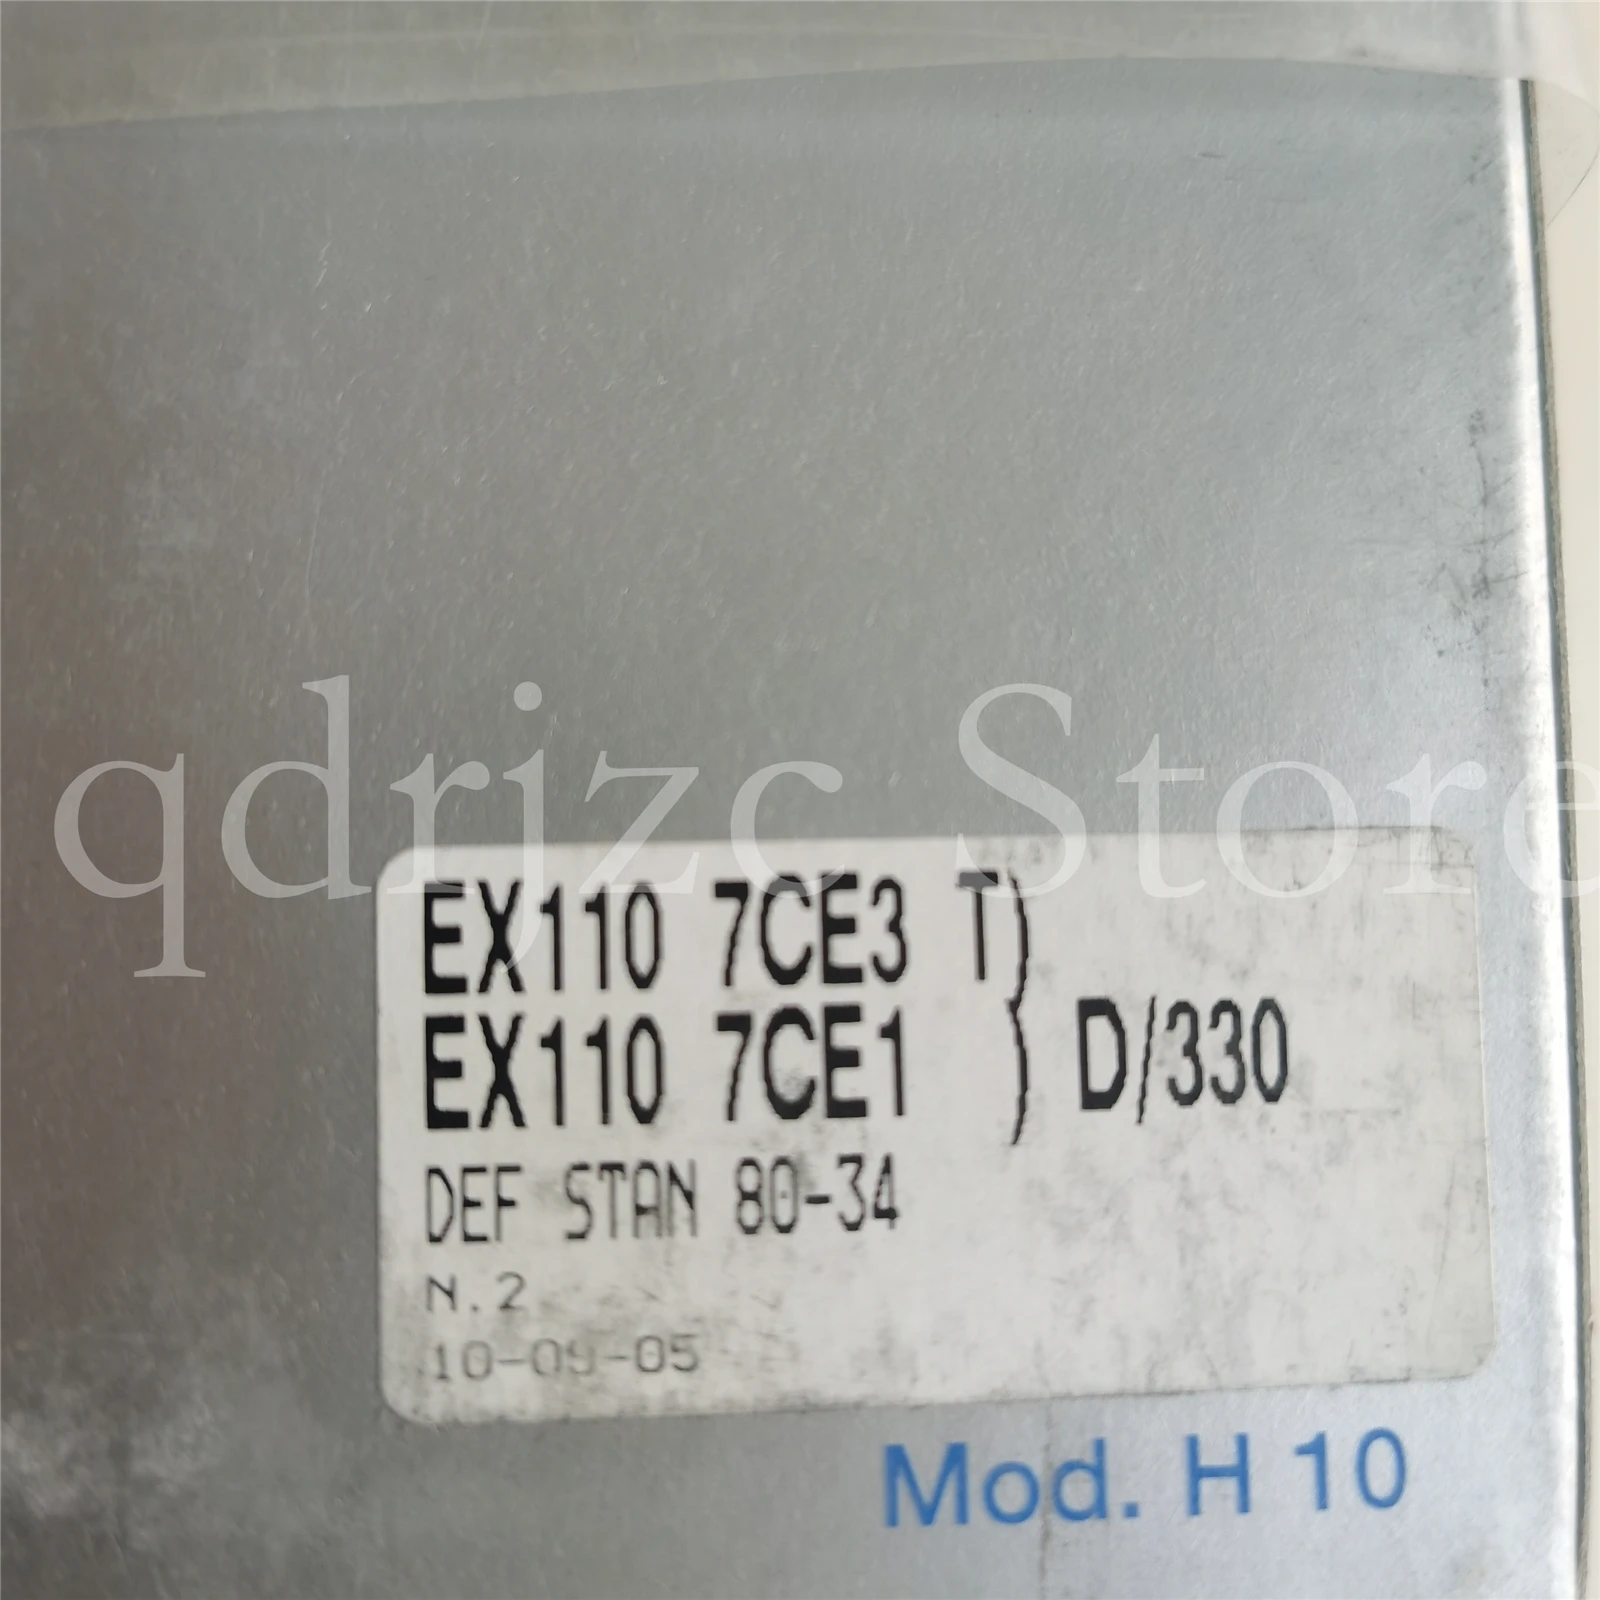 qdrjzc Store
EX110 7CE3 T
EX110 7CE1 } D/330
DEF STAN 80-34
N.2
10-09-05
Mod. H 10